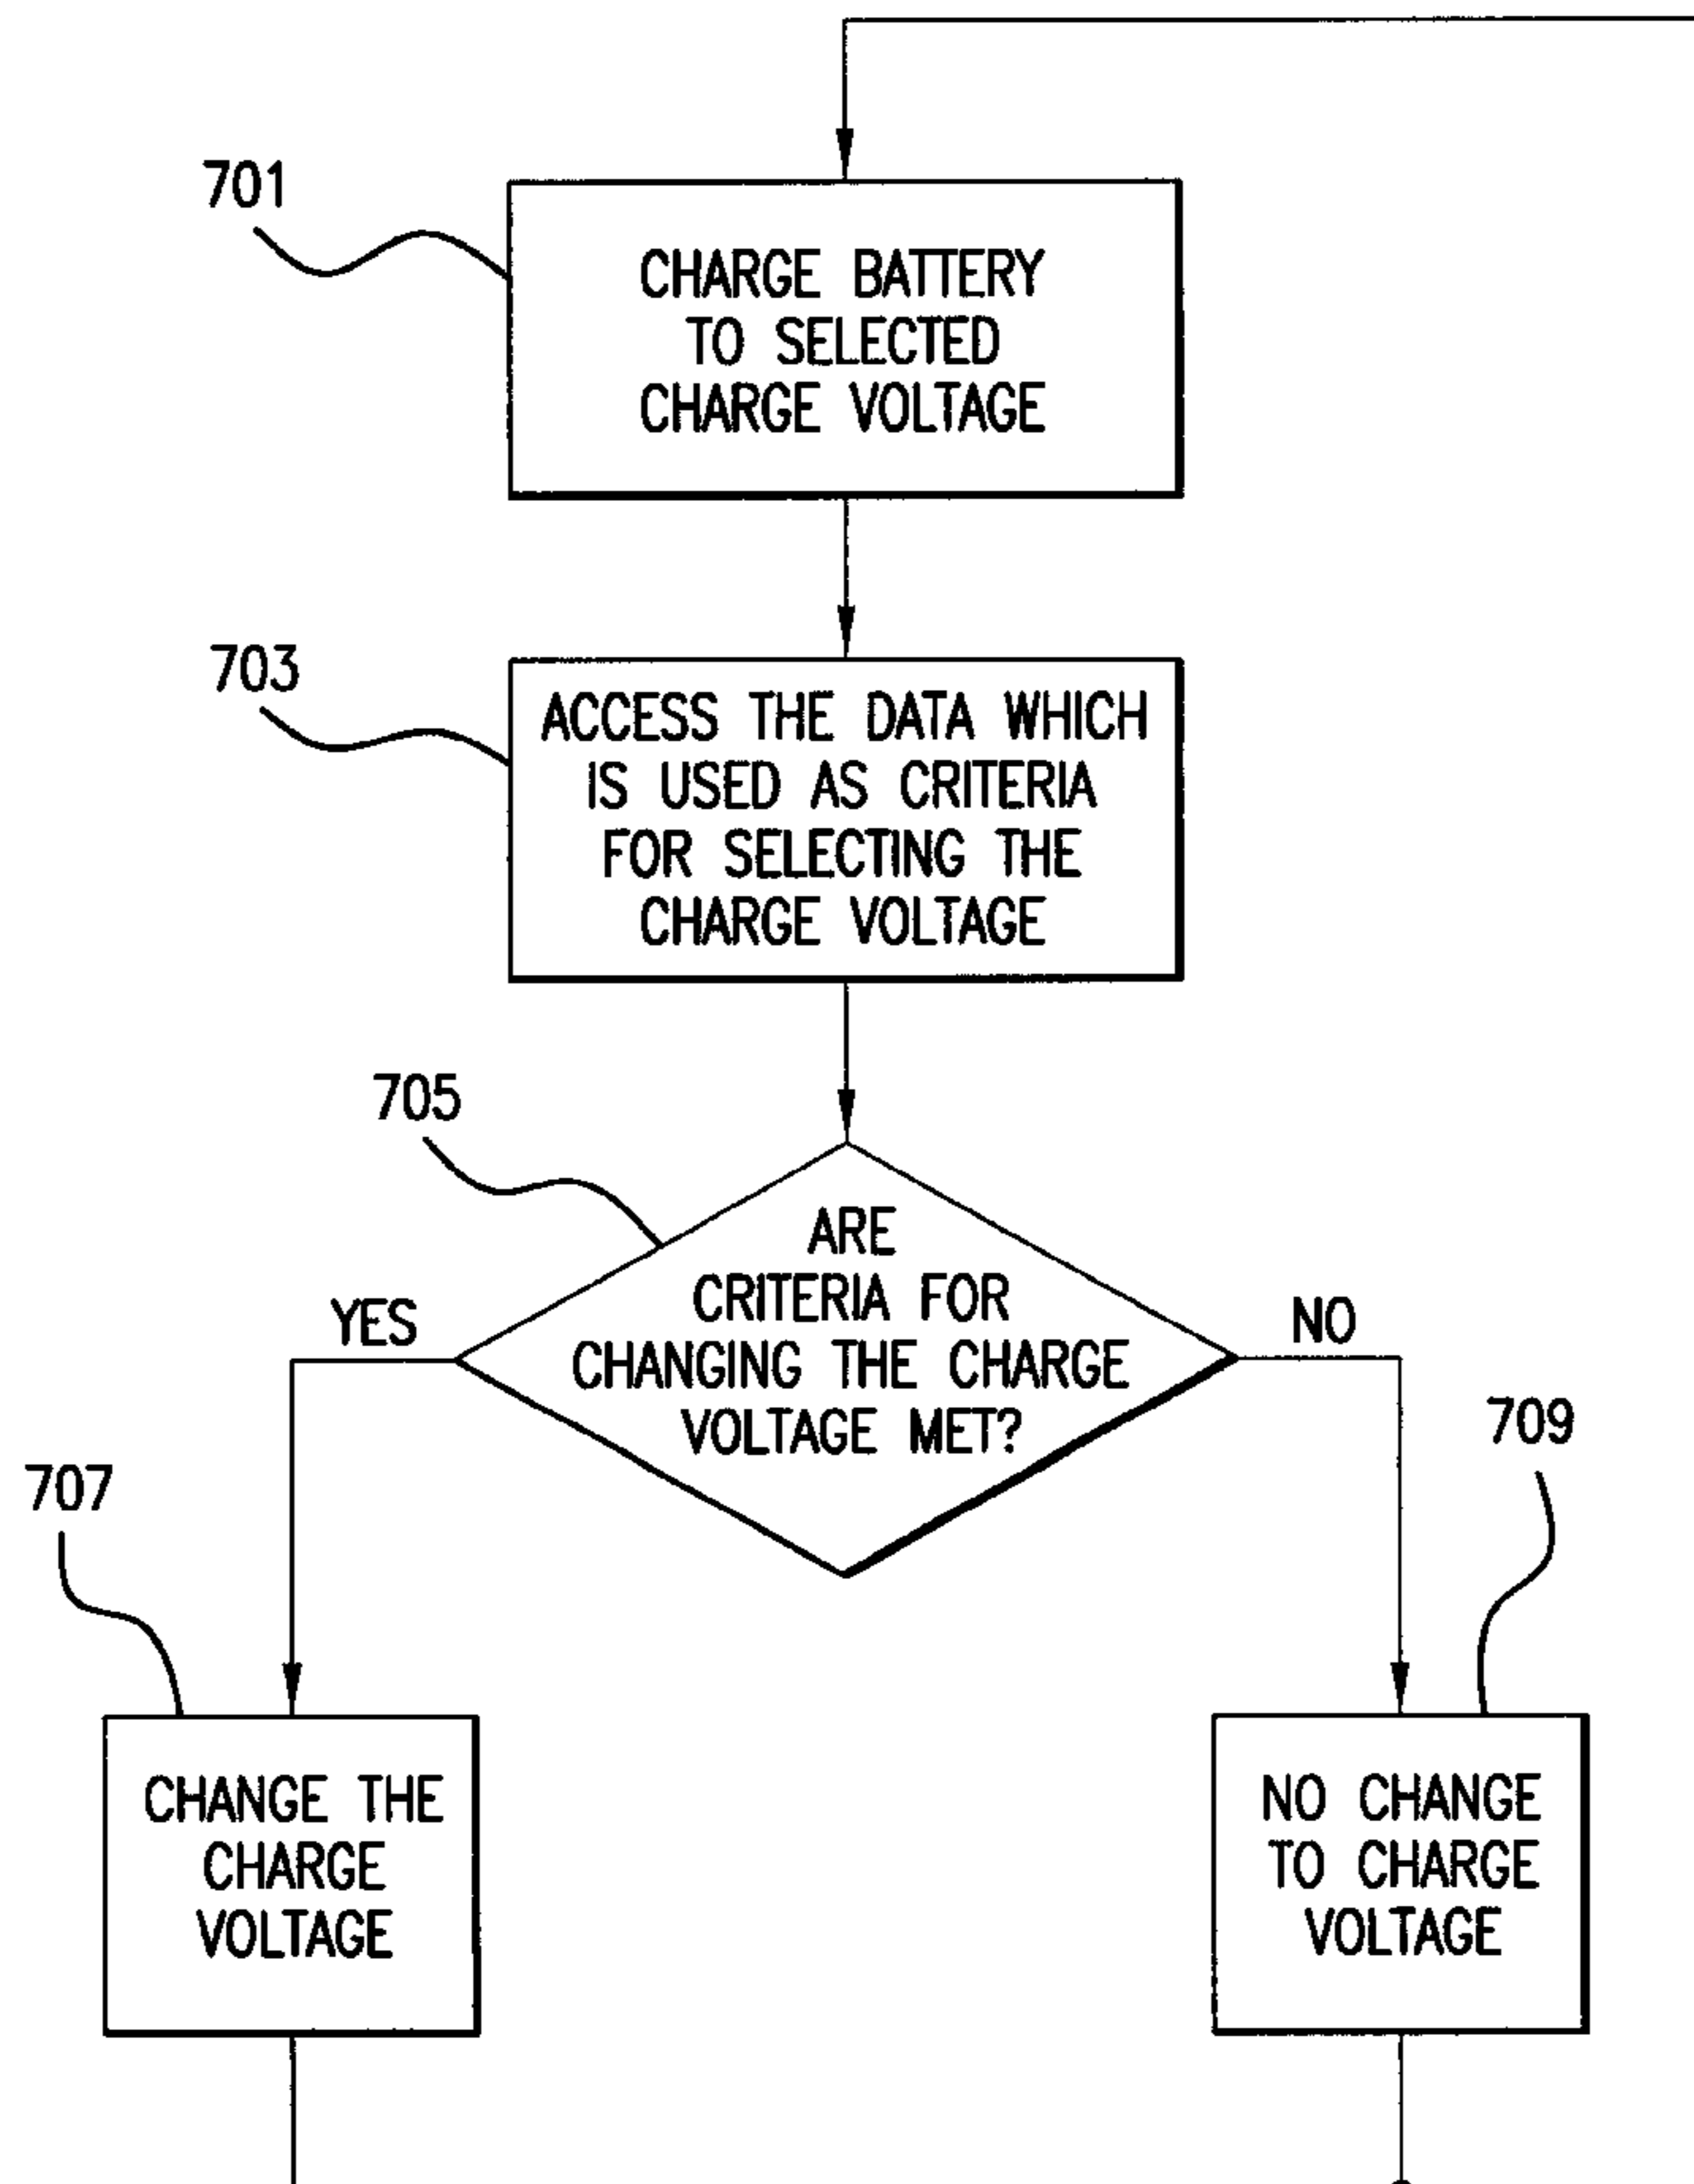 701
CHARGE BATTERY
TO SELECTED
CHARGE VOLTAGE
703
ACCESS THE DATA WHICH
IS USED AS CRITERIA
FOR SELECTING THE
CHARGE VOLTAGE
705
ARE
CRITERIA FOR
CHANGING THE CHARGE
VOLTAGE MET?
YES
NO
707
709
CHANGE THE
CHARGE
VOLTAGE
NO CHANGE
TO CHARGE
VOLTAGE